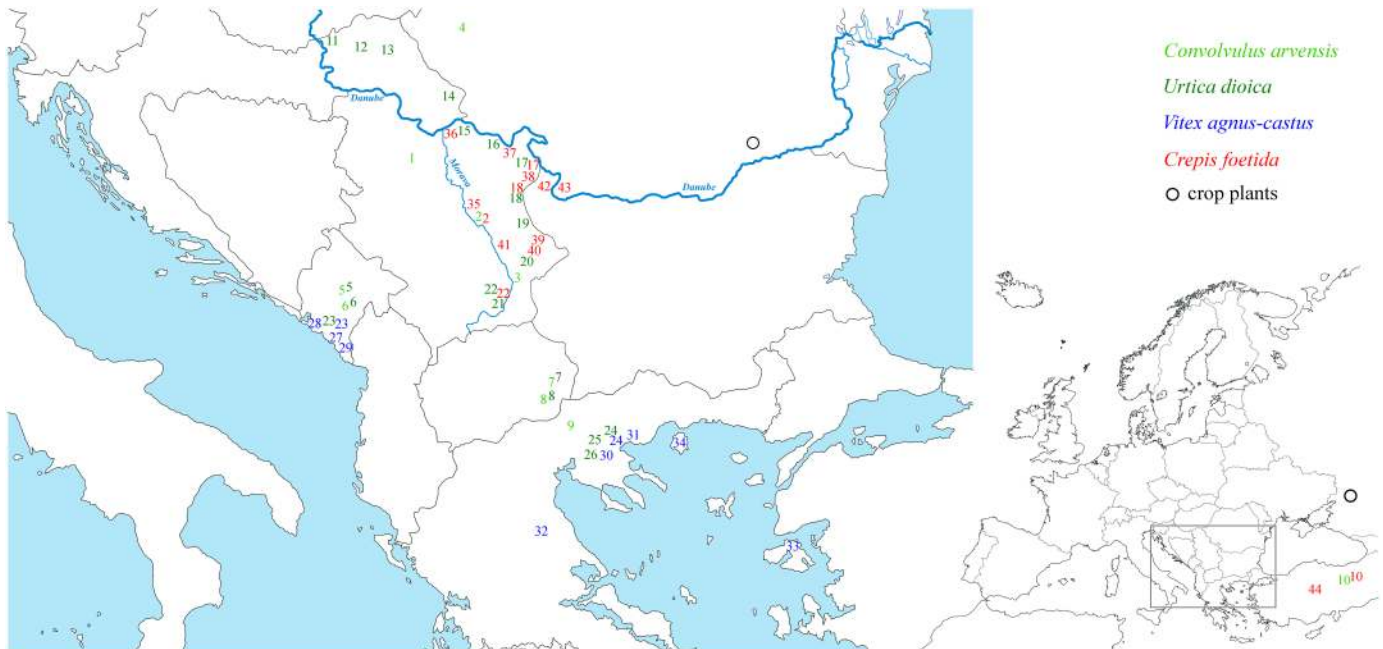 4
11 12 13
Convolvulus arvensis
Urtica dioica
Danube
14
Vitex agnus-castus
36 15
16
37
Crepis foetida
1
17 17
Morava
38
18 42 43
Danube
crop plants
18
35
2 2
19
41 39
40
20
3
5 5
22 22
6 6
21
28 23 23
27
29
7 7
8 8
9
24
25 24 31 34
26 30
32
33
10 10
44